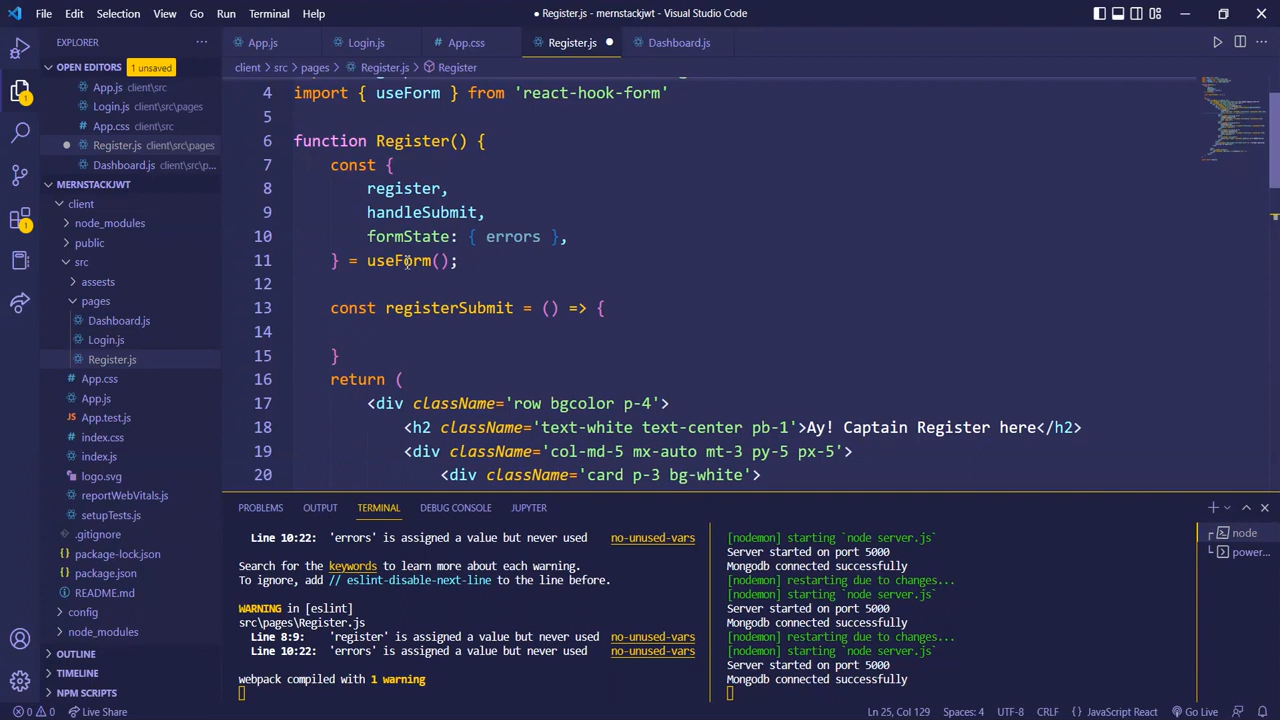 File Edit Selection View Go Run Terminal Help
Register.js - mernstackjwt - Visual Studio Code
EXPLORER
OPEN EDITORS 1 unsaved
App.js client\src
Login.js client\src\pages
App.css client\src
Register.js client\src\pages
Dashboard.js client\src\p...
MERNSTACKJWT
client
node_modules
public
src
assests
pages
Dashboard.js
Login.js
Register.js
App.css
App.js
App.test.js
index.css
index.js
logo.svg
reportWebVitals.js
setupTests.js
.gitignore
package-lock.json
package.json
README.md
config
node_modules
OUTLINE
TIMELINE
NPM SCRIPTS
App.js Login.js App.css Register.js Dashboard.js
client > src > pages > Register.js > Register
4 import { useForm } from 'react-hook-form'
5
6 function Register() {
7 const {
8 register,
9 handleSubmit,
10 formState: { errors },
11 } = useForm();
12
13 const registerSubmit = () => {
14
15 }
16 return (
17 <div className='row bgcolor p-4'>
18 <h2 className='text-white text-center pb-1'>Ay! Captain Register here</h2>
19 <div className='col-md-5 mx-auto mt-3 py-5 px-5'>
20 <div className='card p-3 bg-white'>
PROBLEMS OUTPUT TERMINAL DEBUG CONSOLE JUPYTER
Line 10:22: 'errors' is assigned a value but never used no-unused-vars
Search for the keywords to learn more about each warning.
To ignore, add // eslint-disable-next-line to the line before.
WARNING in [eslint]
src\pages\Register.js
Line 8:9: 'register' is assigned a value but never used no-unused-vars
Line 10:22: 'errors' is assigned a value but never used no-unused-vars
webpack compiled with 1 warning
[nodemon] starting `node server.js`
Server started on port 5000
Mongodb connected successfully
[nodemon] restarting due to changes...
[nodemon] starting `node server.js`
Server started on port 5000
Mongodb connected successfully
[nodemon] restarting due to changes...
[nodemon] starting `node server.js`
Server started on port 5000
Mongodb connected successfully
node
power...
0 0 Live Share
Ln 25, Col 129 Spaces: 4 UTF-8 CRLF JavaScript React Go Live